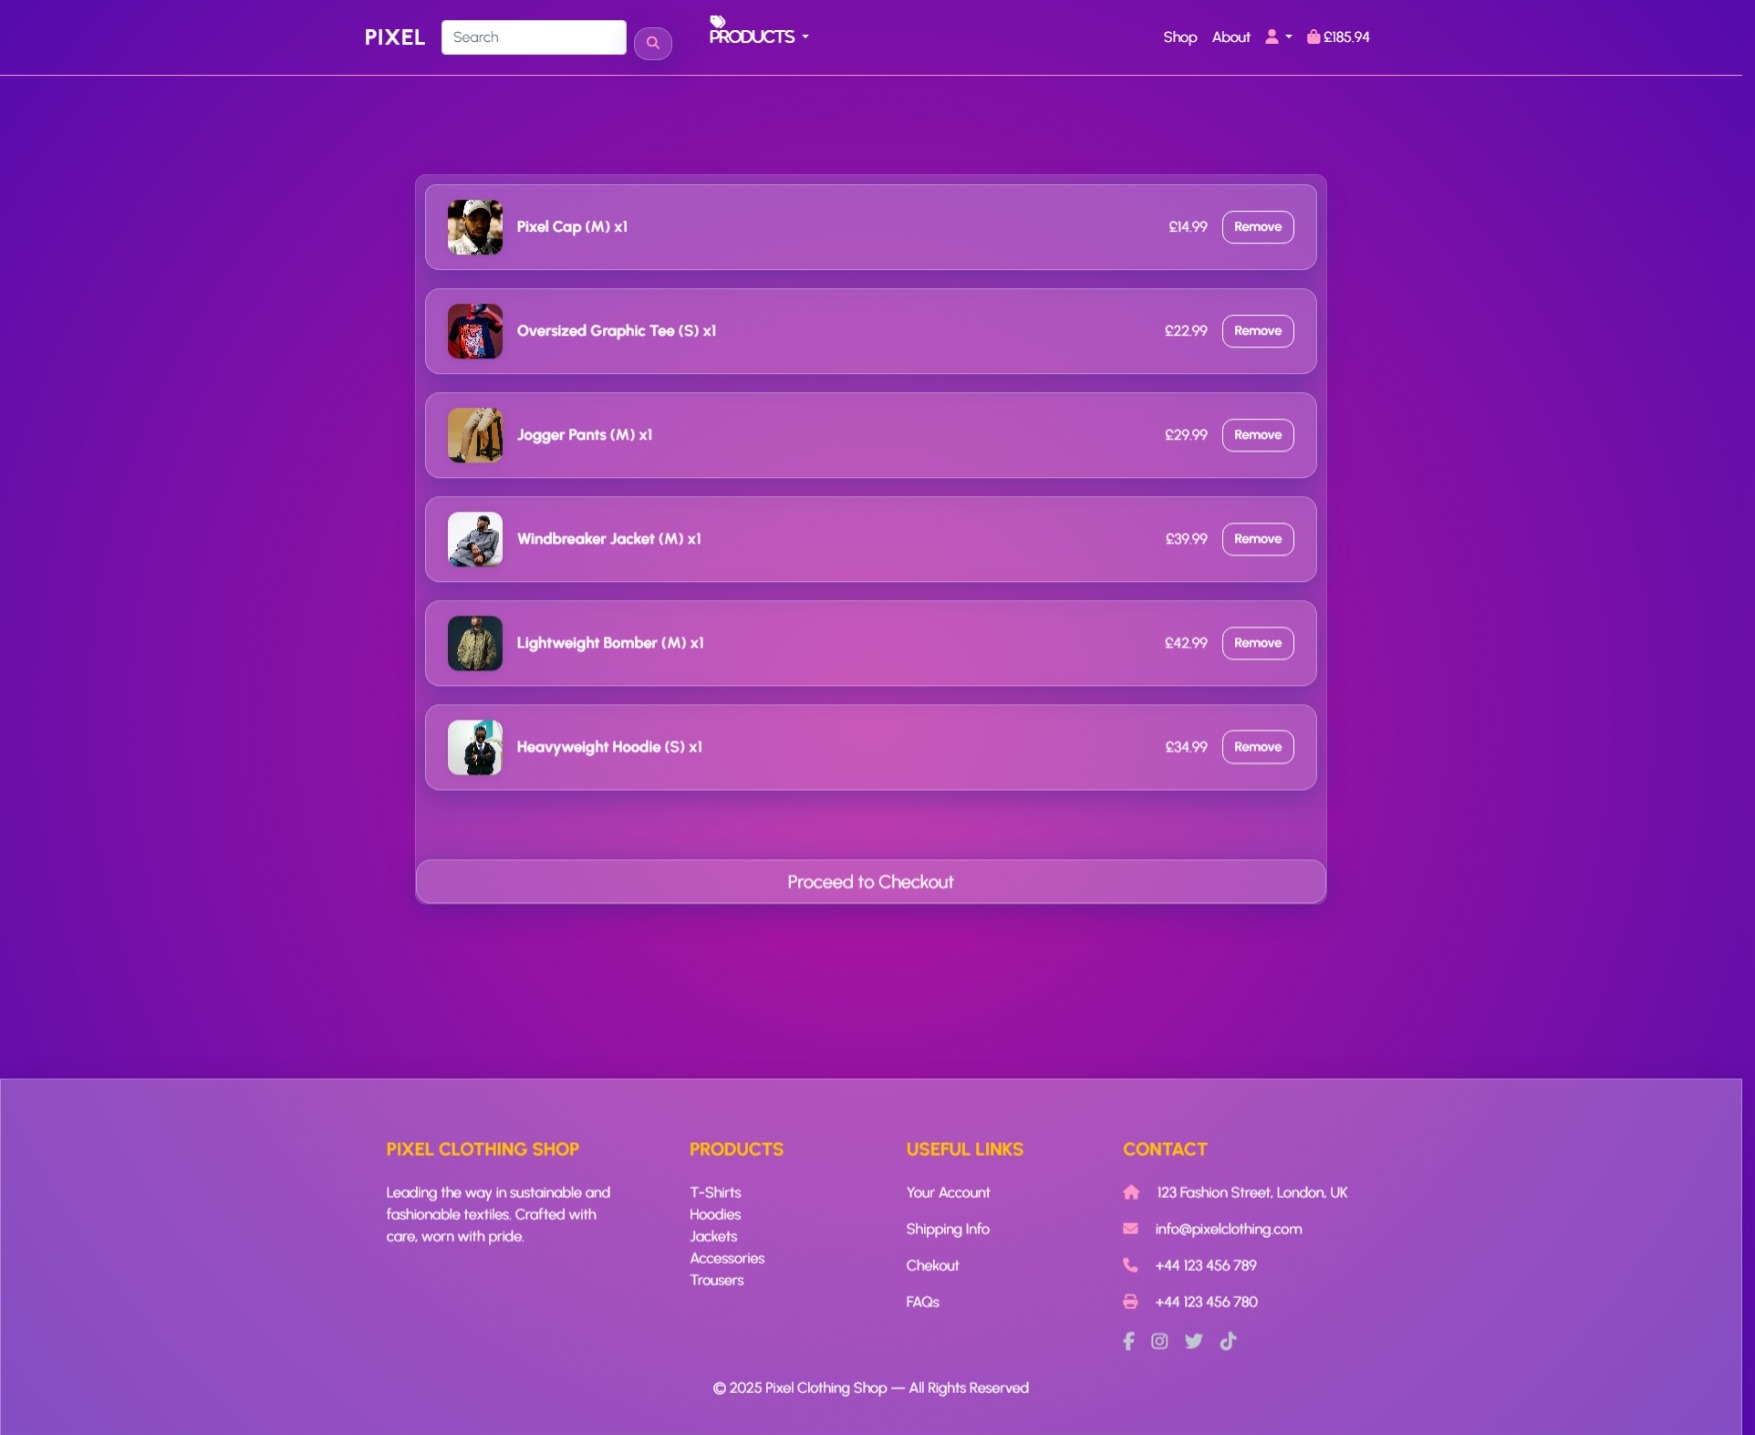 PIXEL
Search
PRODUCTS
Shop
About
£185.94
Pixel Cap (M) x1
£14.99
Remove
Oversized Graphic Tee (S) x1
£22.99
Remove
Jogger Pants (M) x1
£29.99
Remove
Windbreaker Jacket (M) x1
£39.99
Remove
Lightweight Bomber (M) x1
£42.99
Remove
Heavyweight Hoodie (S) x1
£34.99
Remove
Proceed to Checkout
PIXEL CLOTHING SHOP
Leading the way in sustainable and
fashionable textiles. Crafted with
care, worn with pride.
PRODUCTS
T-Shirts
Hoodies
Jackets
Accessories
Trousers
USEFUL LINKS
Your Account
Shipping Info
Chekout
FAQs
CONTACT
123 Fashion Street, London, UK
info@pixelclothing.com
+44 123 456 789
+44 123 456 780
© 2025 Pixel Clothing Shop — All Rights Reserved